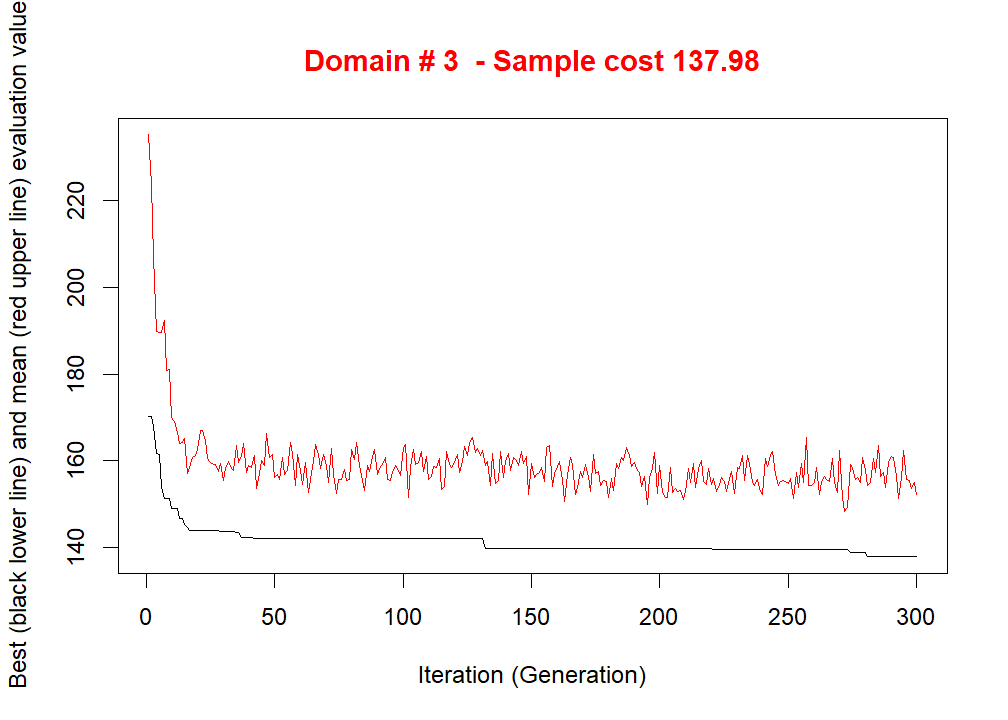 Domain # 3  - Sample cost 137.98
Best (black lower line) and mean (red upper line) evaluation value
220
200
180
160
140
0 50 100 150 200 250 300
Iteration (Generation)